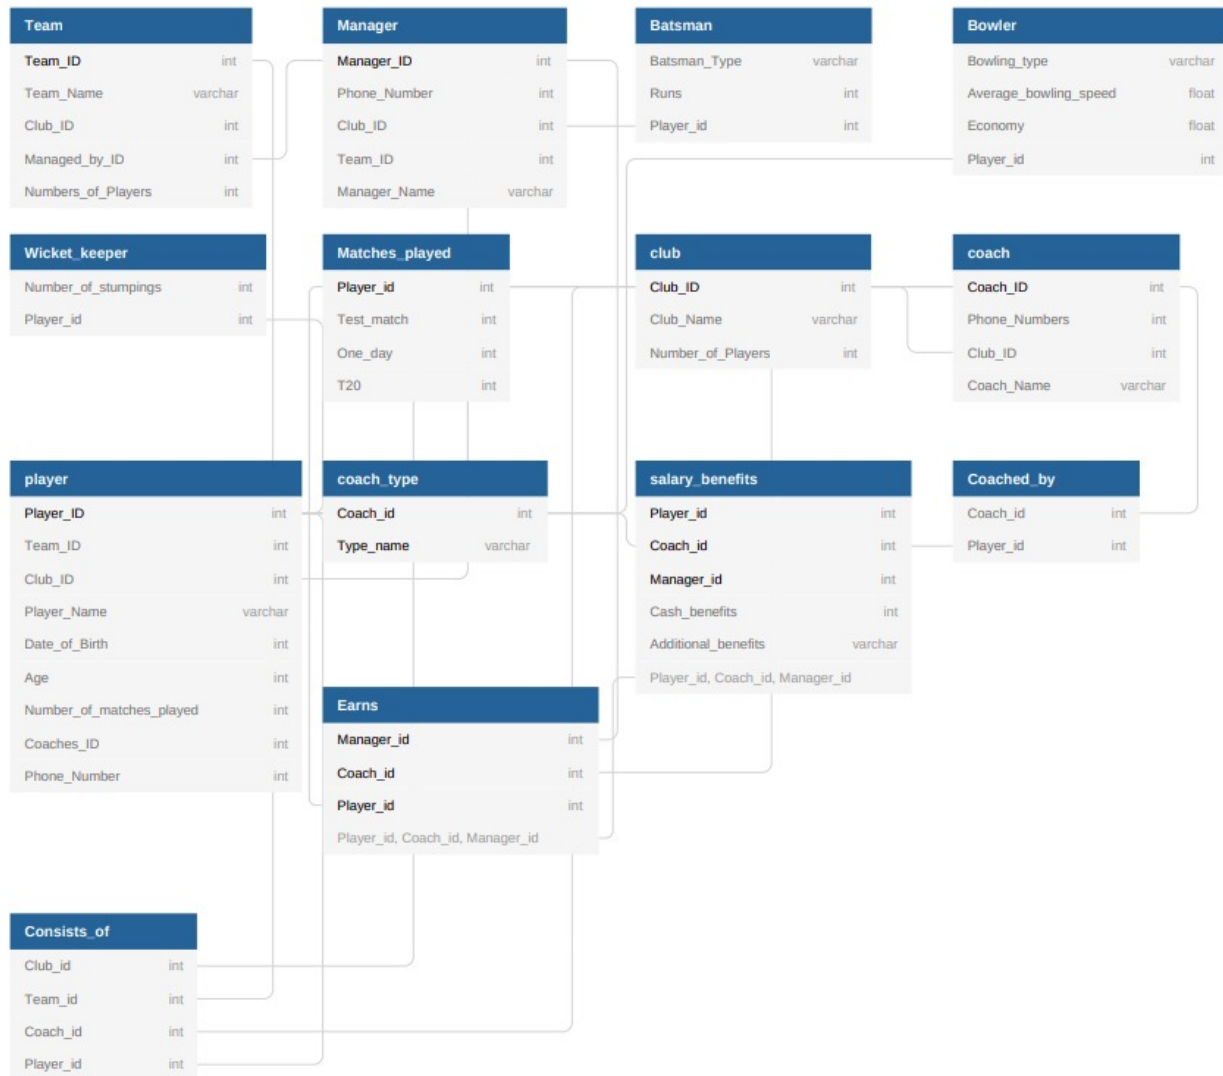 Team
Team_ID int
Team_Name varchar
Club_ID int
Managed_by_ID int
Numbers_of_Players int
Manager
Manager_ID int
Phone_Number int
Club_ID int
Team_ID int
Manager_Name varchar
Batsman
Batsman_Type varchar
Runs int
Player_id int
Bowler
Bowling_type varchar
Average_bowling_speed float
Economy float
Player_id int
Wicket_keeper
Number_of_stumpings int
Player_id int
Matches_played
Player_id int
Test_match int
One_day int
T20 int
club
Club_ID int
Club_Name varchar
Number_of_Players int
coach
Coach_ID int
Phone_Numbers int
Club_ID int
Coach_Name varchar
player
Player_ID int
Team_ID int
Club_ID int
Player_Name varchar
Date_of_Birth int
Age int
Number_of_matches_played int
Coaches_ID int
Phone_Number int
coach_type
Coach_id int
Type_name varchar
salary_benefits
Player_id int
Coach_id int
Manager_id int
Cash_benefits int
Additional_benefits varchar
Player_id, Coach_id, Manager_id
Coached_by
Coach_id int
Player_id int
Earns
Manager_id int
Coach_id int
Player_id int
Player_id, Coach_id, Manager_id
Consists_of
Club_id int
Team_id int
Coach_id int
Player_id int